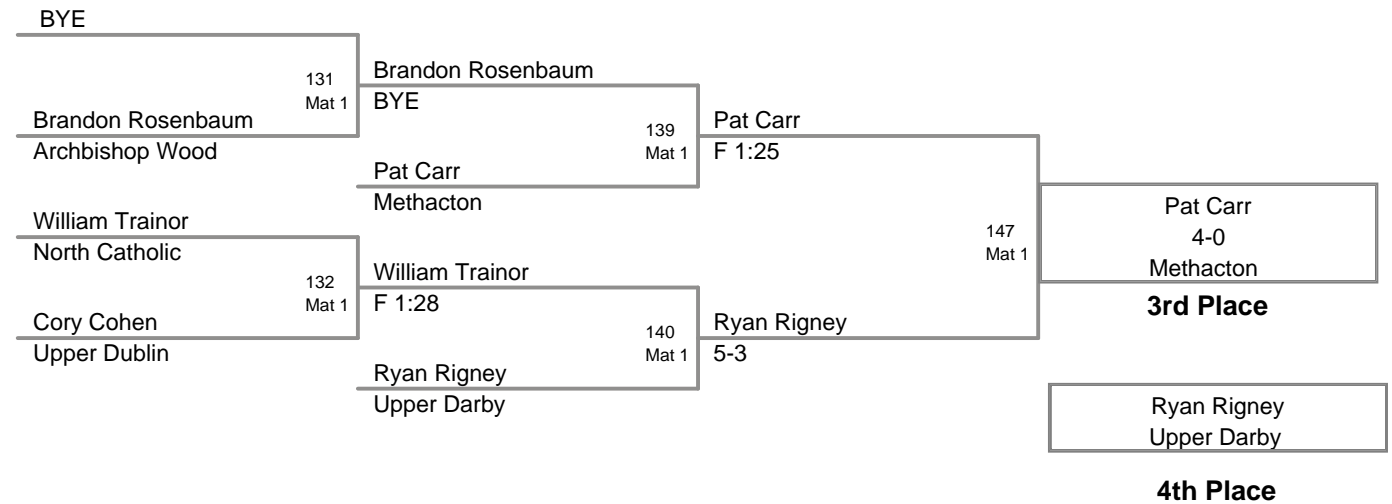 BYE
131
Mat 1
Brandon Rosenbaum
Archbishop Wood
Brandon Rosenbaum
BYE
139
Mat 1
Pat Carr
Methacton
Pat Carr
F 1:25
William Trainor
North Catholic
132
Mat 1
Cory Cohen
Upper Dublin
William Trainor
F 1:28
140
Mat 1
Ryan Rigney
Upper Darby
Ryan Rigney
5-3
147
Mat 1
Pat Carr
4-0
Methacton
3rd Place
Ryan Rigney
Upper Darby
4th Place